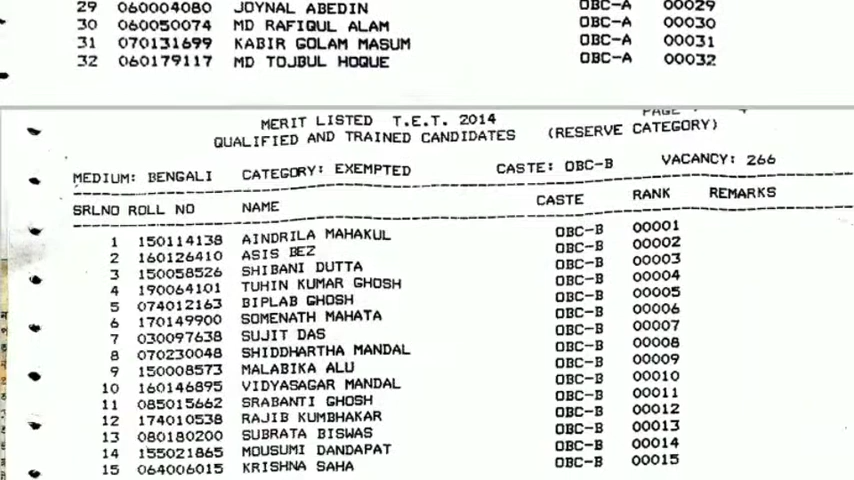 29 060004080 JOYNAL ABEDIN OBC-A 00029
30 060050074 MD RAFIQUL ALAM OBC-A 00030
31 070131699 KABIR GOLAM MASUM OBC-A 00031
32 060179117 MD TOJBUL HOQUE OBC-A 00032
MERIT LISTED T.E.T. 2014
QUALIFIED AND TRAINED CANDIDATES (RESERVE CATEGORY)
MEDIUM: BENGALI CATEGORY: EXEMPTED CASTE: OBC-B VACANCY: 266
SRLNO ROLL NO NAME CASTE RANK REMARKS
1 150114138 AINDRILA MAHAKUL OBC-B 00001
2 160126410 ASIS BEZ OBC-B 00002
3 150058526 SHIBANI DUTTA OBC-B 00003
4 190064101 TUHIN KUMAR GHOSH OBC-B 00004
5 074012163 BIPLAB GHOSH OBC-B 00005
6 170149900 SOMENATH MAHATA OBC-B 00006
7 030097638 SUJIT DAS OBC-B 00007
8 070230048 SHIDDHARTHA MANDAL OBC-B 00008
9 150008573 MALABIKA ALU OBC-B 00009
10 160146895 VIDYASAGAR MANDAL OBC-B 00010
11 085015662 SRABANTI GHOSH OBC-B 00011
12 174010538 RAJIB KUMBHAKAR OBC-B 00012
13 080180200 SUBRATA BISWAS OBC-B 00013
14 155021865 MOUSUMI DANDAPAT OBC-B 00014
15 064006015 KRISHNA SAHA OBC-B 00015